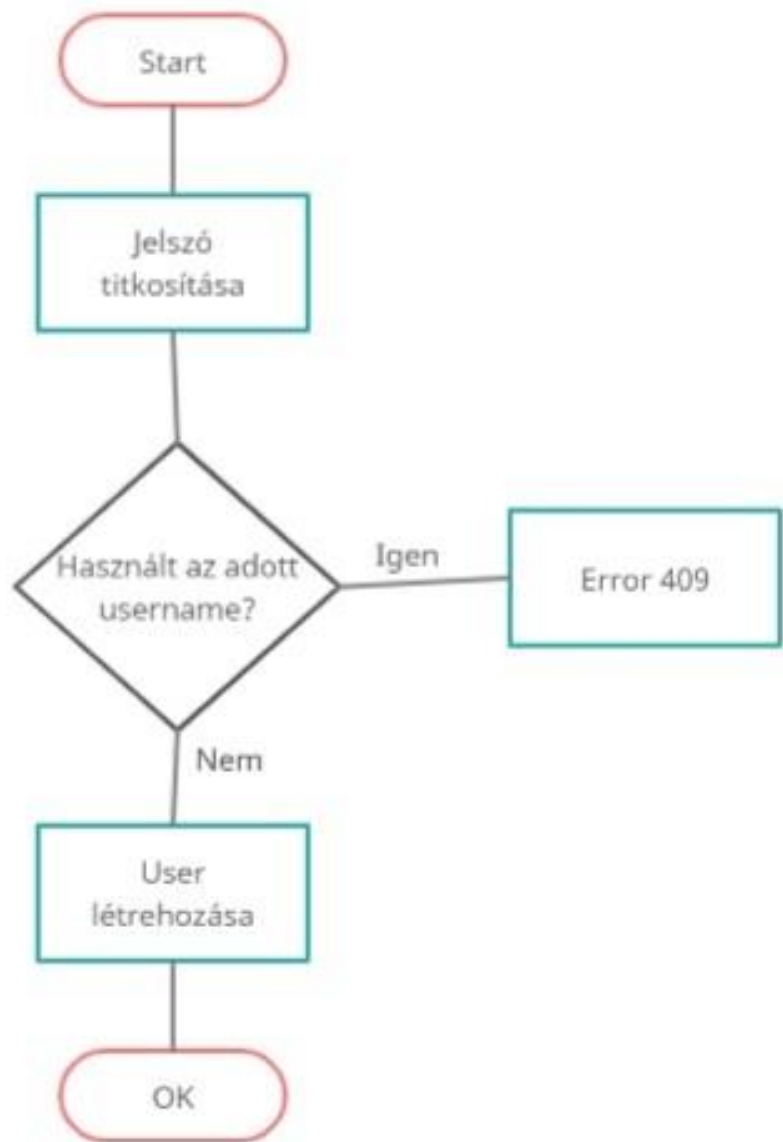 Start
Jelszó
titkosítása
Használt az adott
username?
Igen
Error 409
Nem
User
létrehozása
OK